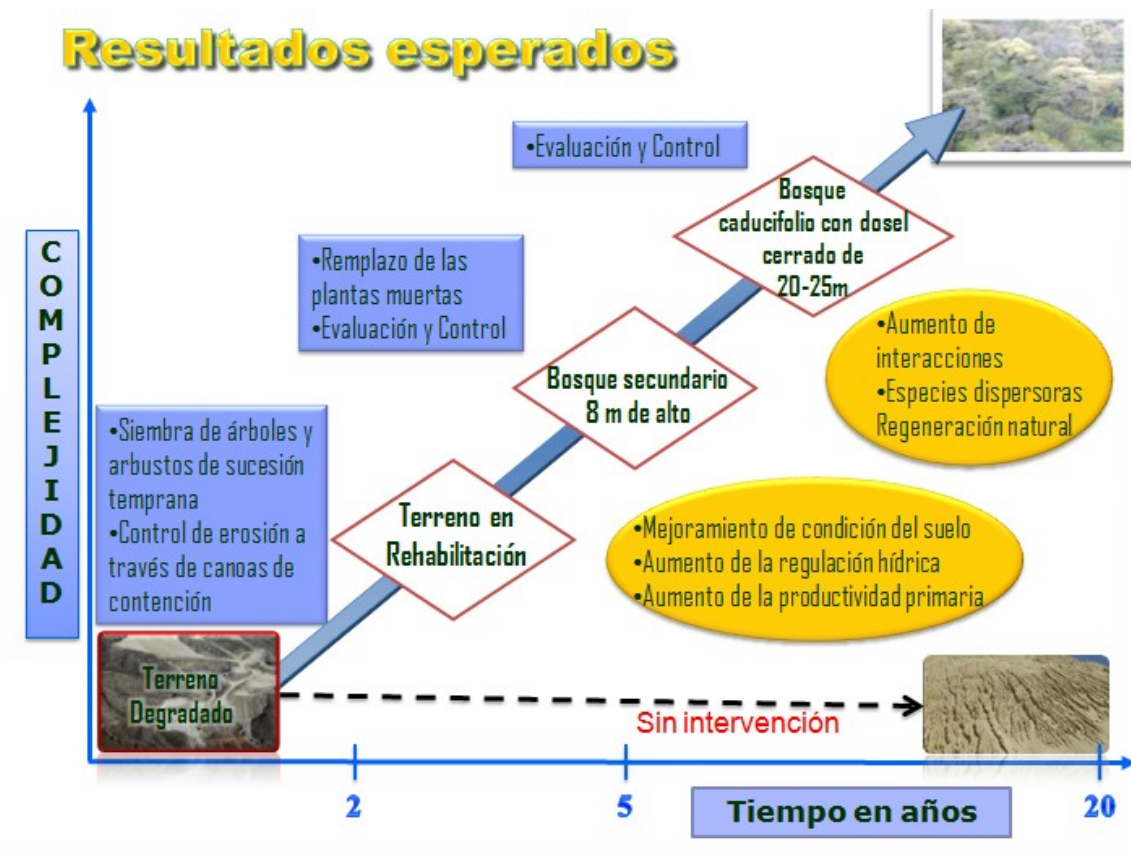 Resultados esperados
•Evaluación y Control
Bosque
caducifolio con dosel
cerrado de
20-25m
COMPLEJIDAD
•Remplazo de las
plantas muertas
•Evaluación y Control
•Aumento de
interacciones
•Especies dispersoras
Regeneración natural
Bosque secundario
8 m de alto
•Siembra de árboles y
arbustos de sucesión
temprana
•Control de erosión a
través de canoas de
contención
Terreno en
Rehabilitación
•Mejoramiento de condición del suelo
•Aumento de la regulación hídrica
•Aumento de la productividad primaria
Terreno
Degradado
Sin intervención
2
5
20
Tiempo en años